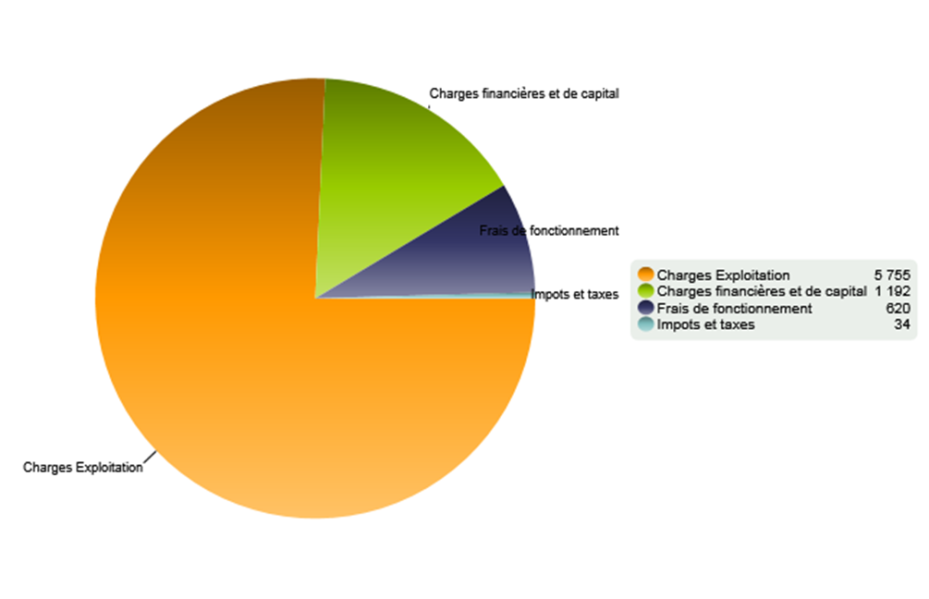 Charges financières et de capital
Frais de fonctionnement
Impots et taxes
Charges Exploitation
Charges Exploitation 5 755
Charges financières et de capital 1 192
Frais de fonctionnement 620
Impots et taxes 34